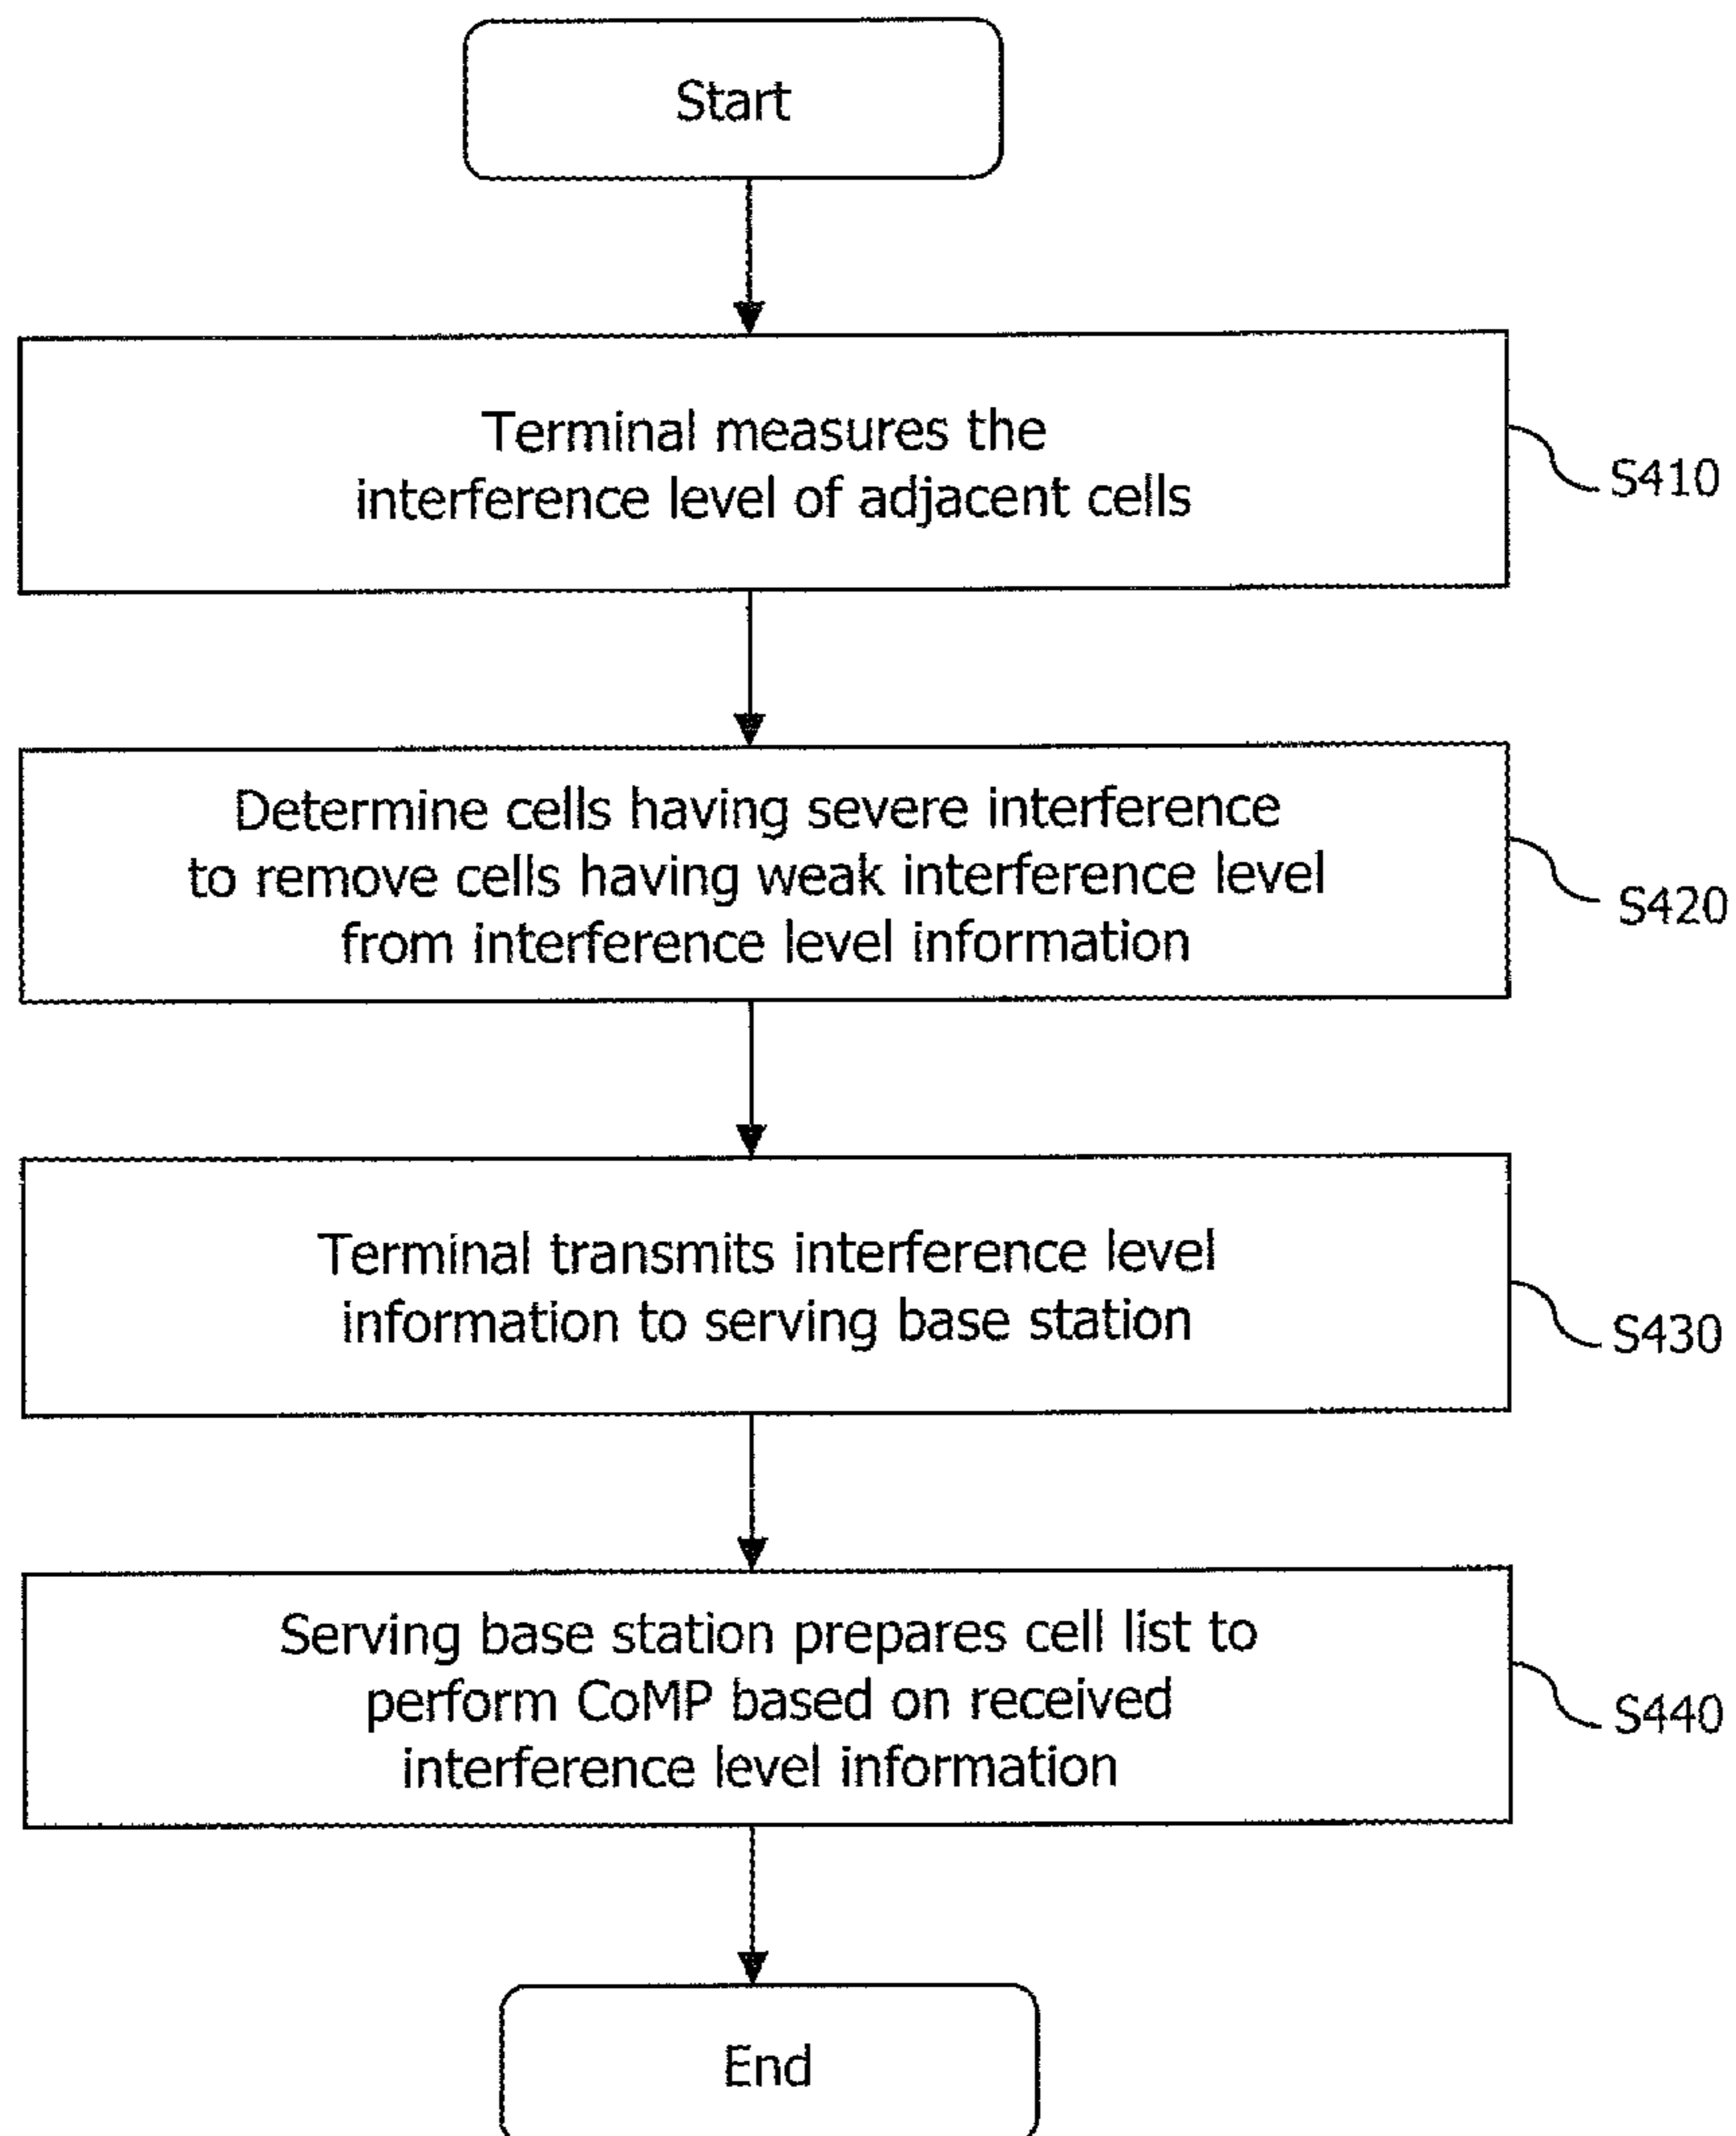 Start
Terminal measures the
interference level of adjacent cells
S410
Determine cells having severe interference
to remove cells having weak interference level
from interference level information
S420
Terminal transmits interference level
information to serving base station
S430
Serving base station prepares cell list to
perform CoMP based on received
interference level information
S440
End